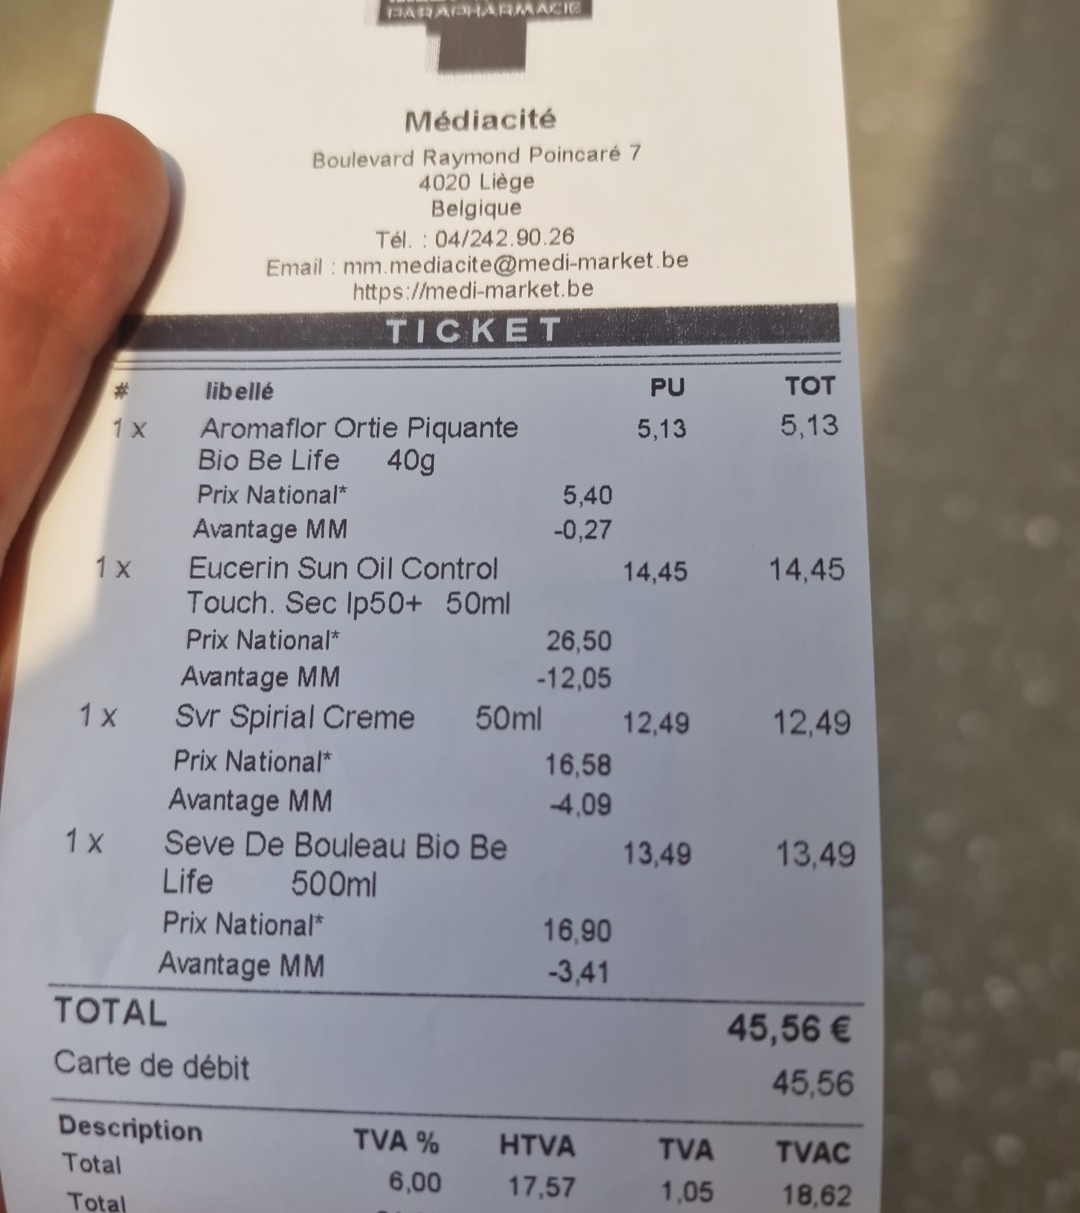 PARAPHARMACIE
Médiacité
Boulevard Raymond Poincaré 7
4020 Liège
Belgique
Tél. : 04/242.90.26
Email : mm.mediacite@medi-market.be
https://medi-market.be
TICKET
# libellé PU TOT
1 x Aromaflor Ortie Piquante 5,13 5,13
Bio Be Life 40g
Prix National* 5,40
Avantage MM -0,27
1 x Eucerin Sun Oil Control 14,45 14,45
Touch. Sec Ip50+ 50ml
Prix National* 26,50
Avantage MM -12,05
1 x Svr Spirial Creme 50ml 12,49 12,49
Prix National* 16,58
Avantage MM -4,09
1 x Seve De Bouleau Bio Be 13,49 13,49
Life 500ml
Prix National* 16,90
Avantage MM -3,41
TOTAL 45,56 €
Carte de débit 45,56
Description TVA % HTVA TVA TVAC
Total 6,00 17,57 1,05 18,62
Total